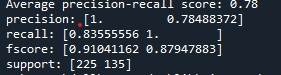 Average precision-recall score: 0.78
precision: [1.         0.78488372]
recall: [0.83555556 1.        ]
fscore: [0.91041162 0.87947883]
support: [225 135]